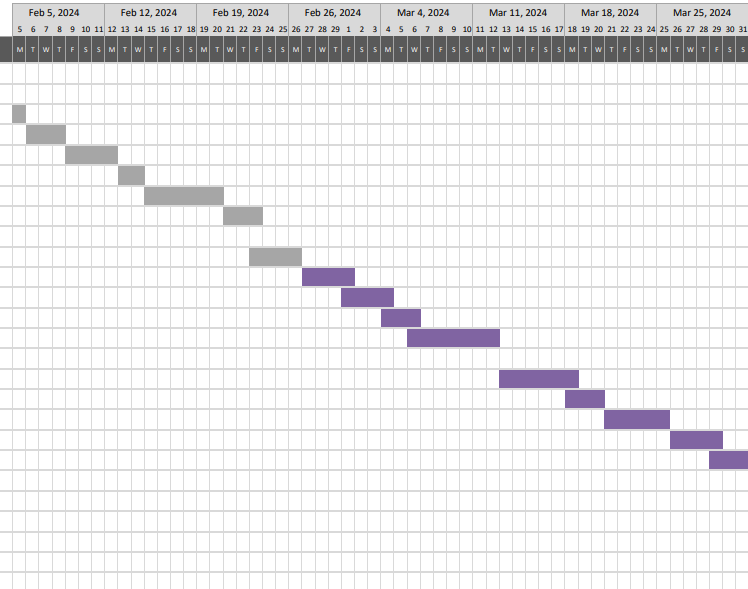 Feb 5, 2024 Feb 12, 2024 Feb 19, 2024 Feb 26, 2024 Mar 4, 2024 Mar 11, 2024 Mar 18, 2024 Mar 25, 2024
5 6 7 8 9 10 11 12 13 14 15 16 17 18 19 20 21 22 23 24 25 26 27 28 29 1 2 3 4 5 6 7 8 9 10 11 12 13 14 15 16 17 18 19 20 21 22 23 24 25 26 27 28 29 30 31
M T W T F S S M T W T F S S M T W T F S S M T W T F S S M T W T F S S M T W T F S S M T W T F S S M T W T F S S